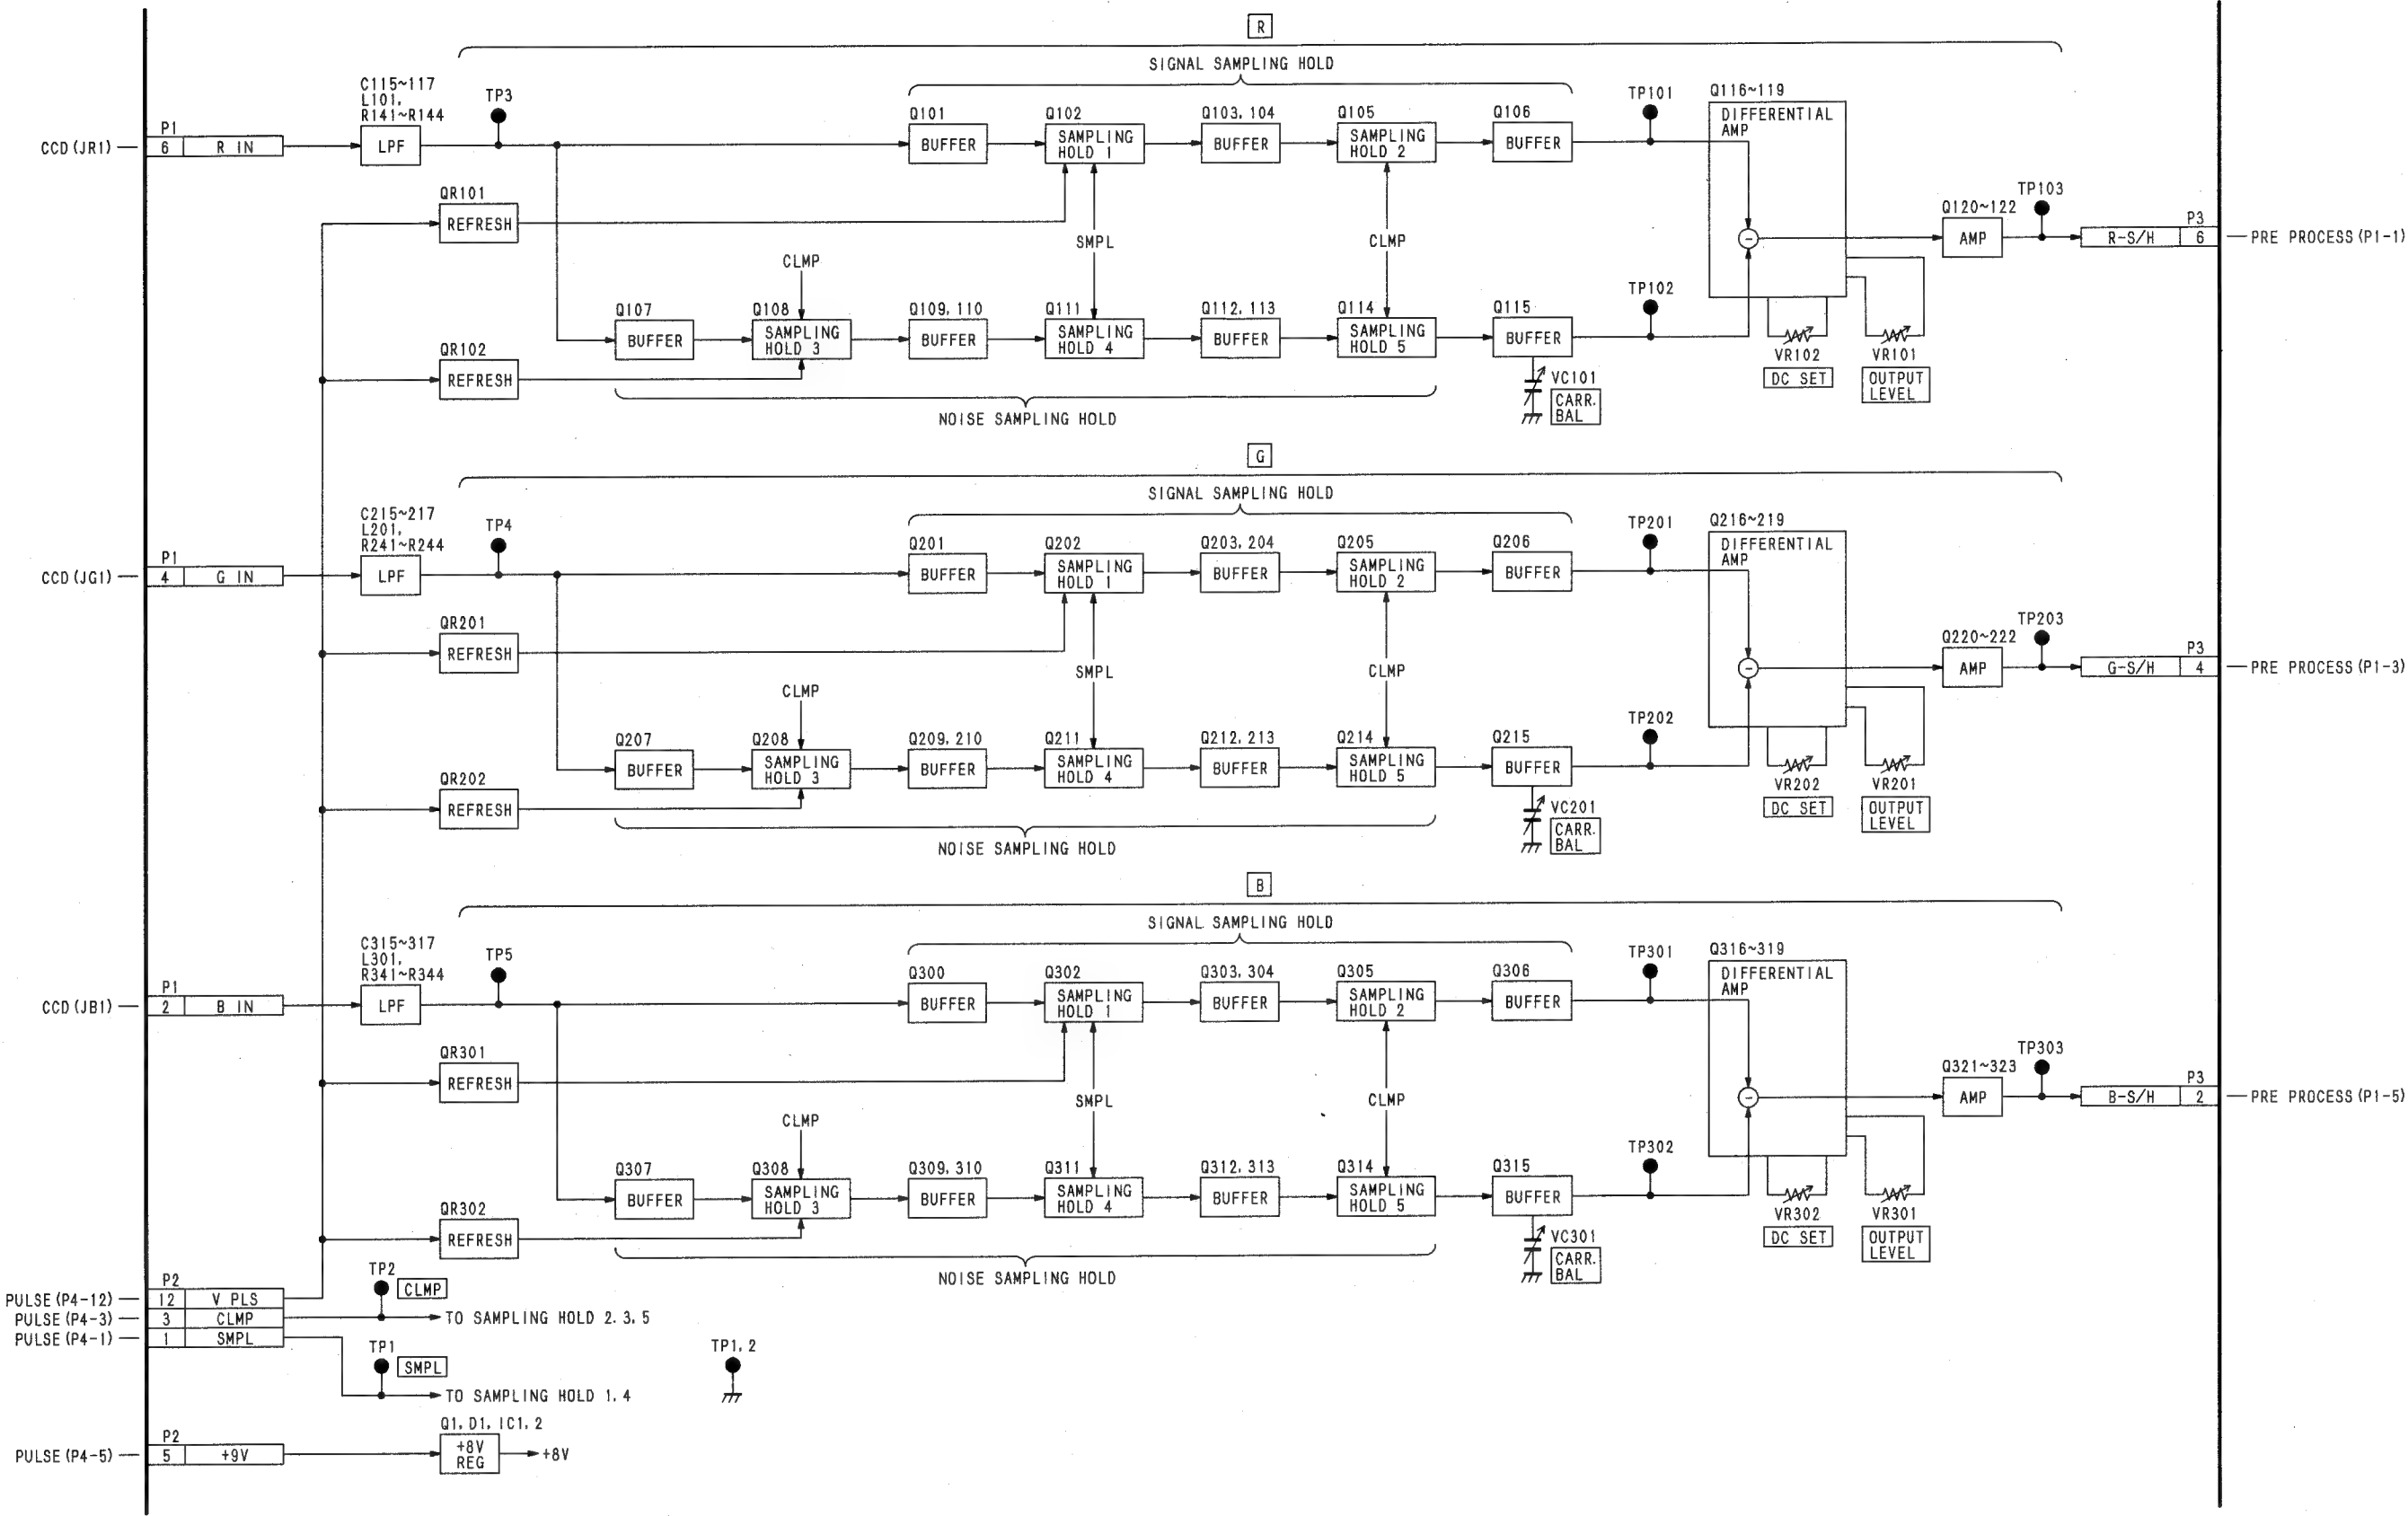 R
SIGNAL SAMPLING HOLD
C115~117
L101,
R141~R144
TP3
Q101
Q102
Q103, 104
Q105
Q106
TP101
Q116~119
DIFFERENTIAL
AMP
CCD (JR1)
P1
6 R IN
LPF
BUFFER
SAMPLING
HOLD 1
BUFFER
SAMPLING
HOLD 2
BUFFER
QR101
REFRESH
SMPL
CLMP
CLMP
-
Q120~122
AMP
TP103
P3
R-S/H 6
PRE PROCESS (P1-1)
Q107
Q108
Q109, 110
Q111
Q112, 113
Q114
Q115
TP102
BUFFER
SAMPLING
HOLD 3
BUFFER
SAMPLING
HOLD 4
BUFFER
SAMPLING
HOLD 5
BUFFER
QR102
REFRESH
VC101
CARR.
BAL
VR102
DC SET
VR101
OUTPUT
LEVEL
NOISE SAMPLING HOLD
G
SIGNAL SAMPLING HOLD
C215~217
L201,
R241~R244
TP4
Q201
Q202
Q203, 204
Q205
Q206
TP201
Q216~219
DIFFERENTIAL
AMP
CCD (JG1)
P1
4 G IN
LPF
BUFFER
SAMPLING
HOLD 1
BUFFER
SAMPLING
HOLD 2
BUFFER
QR201
REFRESH
SMPL
CLMP
CLMP
-
Q220~222
AMP
TP203
P3
G-S/H 4
PRE PROCESS (P1-3)
Q207
Q208
Q209, 210
Q211
Q212, 213
Q214
Q215
TP202
BUFFER
SAMPLING
HOLD 3
BUFFER
SAMPLING
HOLD 4
BUFFER
SAMPLING
HOLD 5
BUFFER
QR202
REFRESH
VC201
CARR.
BAL
VR202
DC SET
VR201
OUTPUT
LEVEL
NOISE SAMPLING HOLD
B
SIGNAL SAMPLING HOLD
C315~317
L301,
R341~R344
TP5
Q300
Q302
Q303, 304
Q305
Q306
TP301
Q316~319
DIFFERENTIAL
AMP
CCD (JB1)
P1
2 B IN
LPF
BUFFER
SAMPLING
HOLD 1
BUFFER
SAMPLING
HOLD 2
BUFFER
QR301
REFRESH
SMPL
CLMP
CLMP
-
Q321~323
AMP
TP303
P3
B-S/H 2
PRE PROCESS (P1-5)
Q307
Q308
Q309, 310
Q311
Q312, 313
Q314
Q315
TP302
BUFFER
SAMPLING
HOLD 3
BUFFER
SAMPLING
HOLD 4
BUFFER
SAMPLING
HOLD 5
BUFFER
QR302
REFRESH
VC301
CARR.
BAL
VR302
DC SET
VR301
OUTPUT
LEVEL
NOISE SAMPLING HOLD
P2
PULSE (P4-12) 12 V PLS
PULSE (P4-3) 3 CLMP
PULSE (P4-1) 1 SMPL
TP2 CLMP
TO SAMPLING HOLD 2. 3. 5
TP1 SMPL
TO SAMPLING HOLD 1. 4
TP1, 2
P2
PULSE (P4-5) 5 +9V
Q1, D1, IC1, 2
+8V
REG
+8V